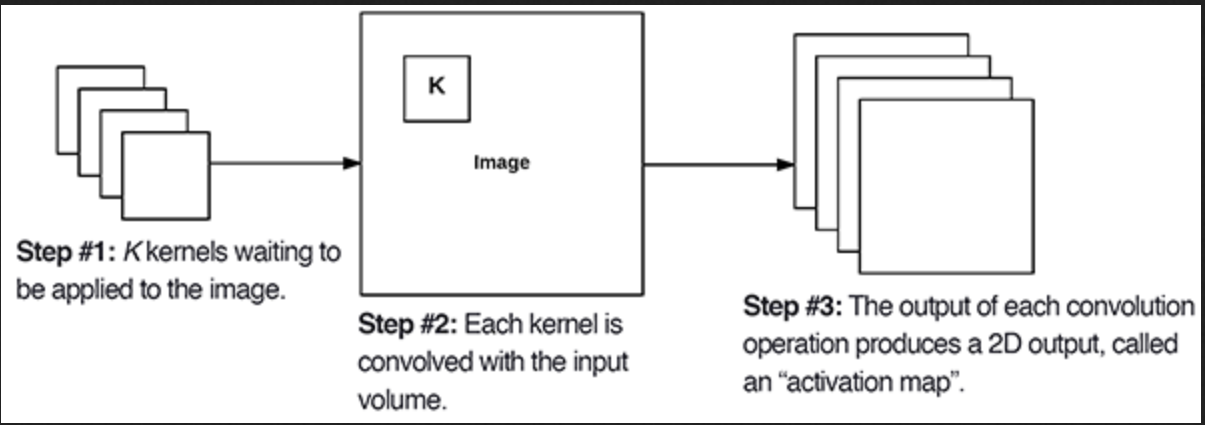 K
Image
Step #1: K kernels waiting to
be applied to the image.
Step #2: Each kernel is
convolved with the input
volume.
Step #3: The output of each convolution
operation produces a 2D output, called
an “activation map”.